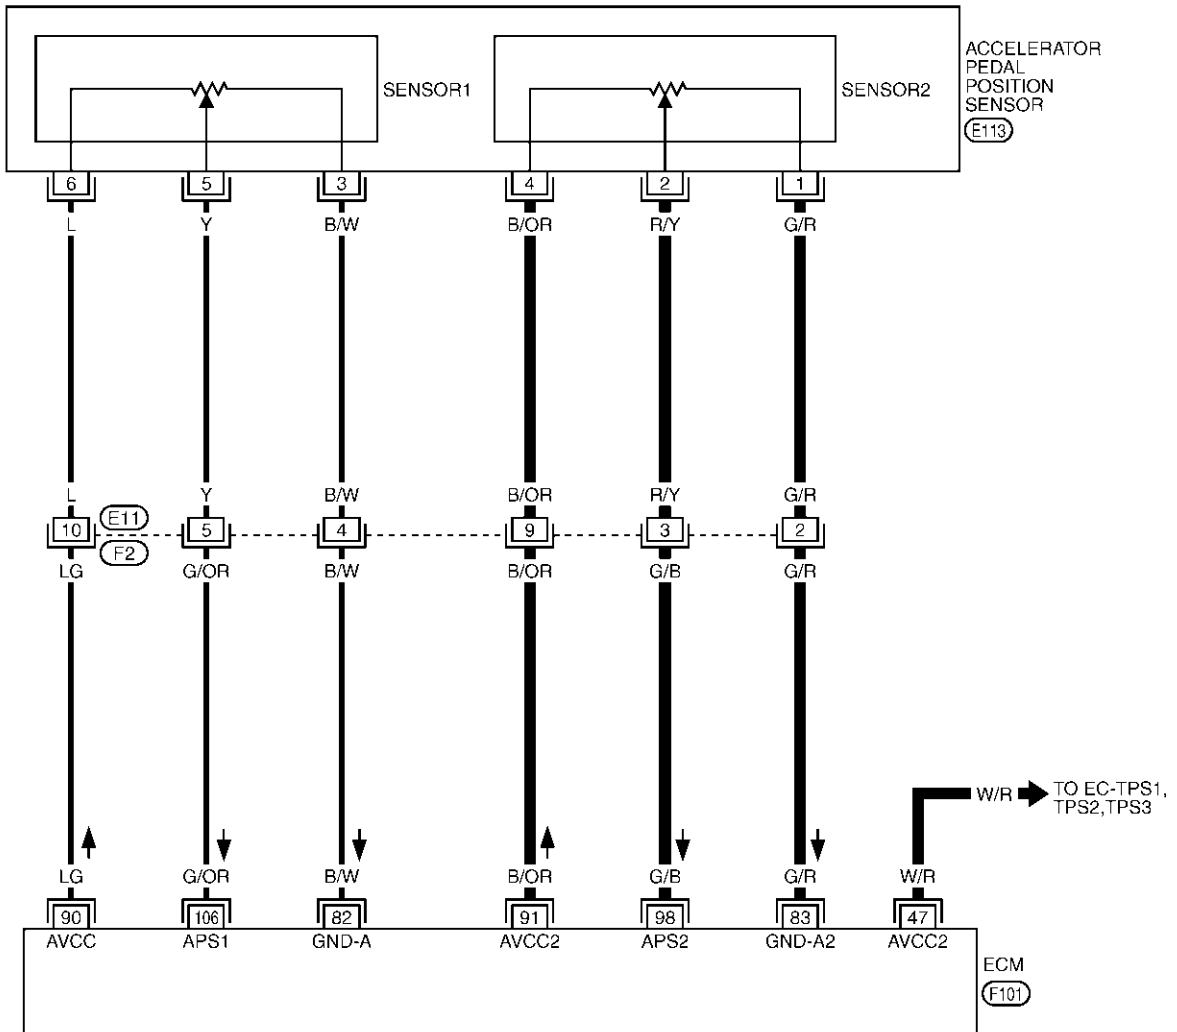 ACCELERATOR
PEDAL
POSITION
SENSOR
E113
SENSOR1
SENSOR2
6 5 3 4 2 1
L Y B/W B/OR R/Y G/R
L Y B/W B/OR R/Y G/R
E11
10 5 4 9 3 2
F2
LG G/OR B/W B/OR G/B G/R
W/R TO EC-TPS1,
TPS2,TPS3
LG G/OR B/W B/OR G/B G/R W/R
90 106 82 91 98 83 47
AVCC APS1 GND-A AVCC2 APS2 GND-A2 AVCC2
ECM
F101